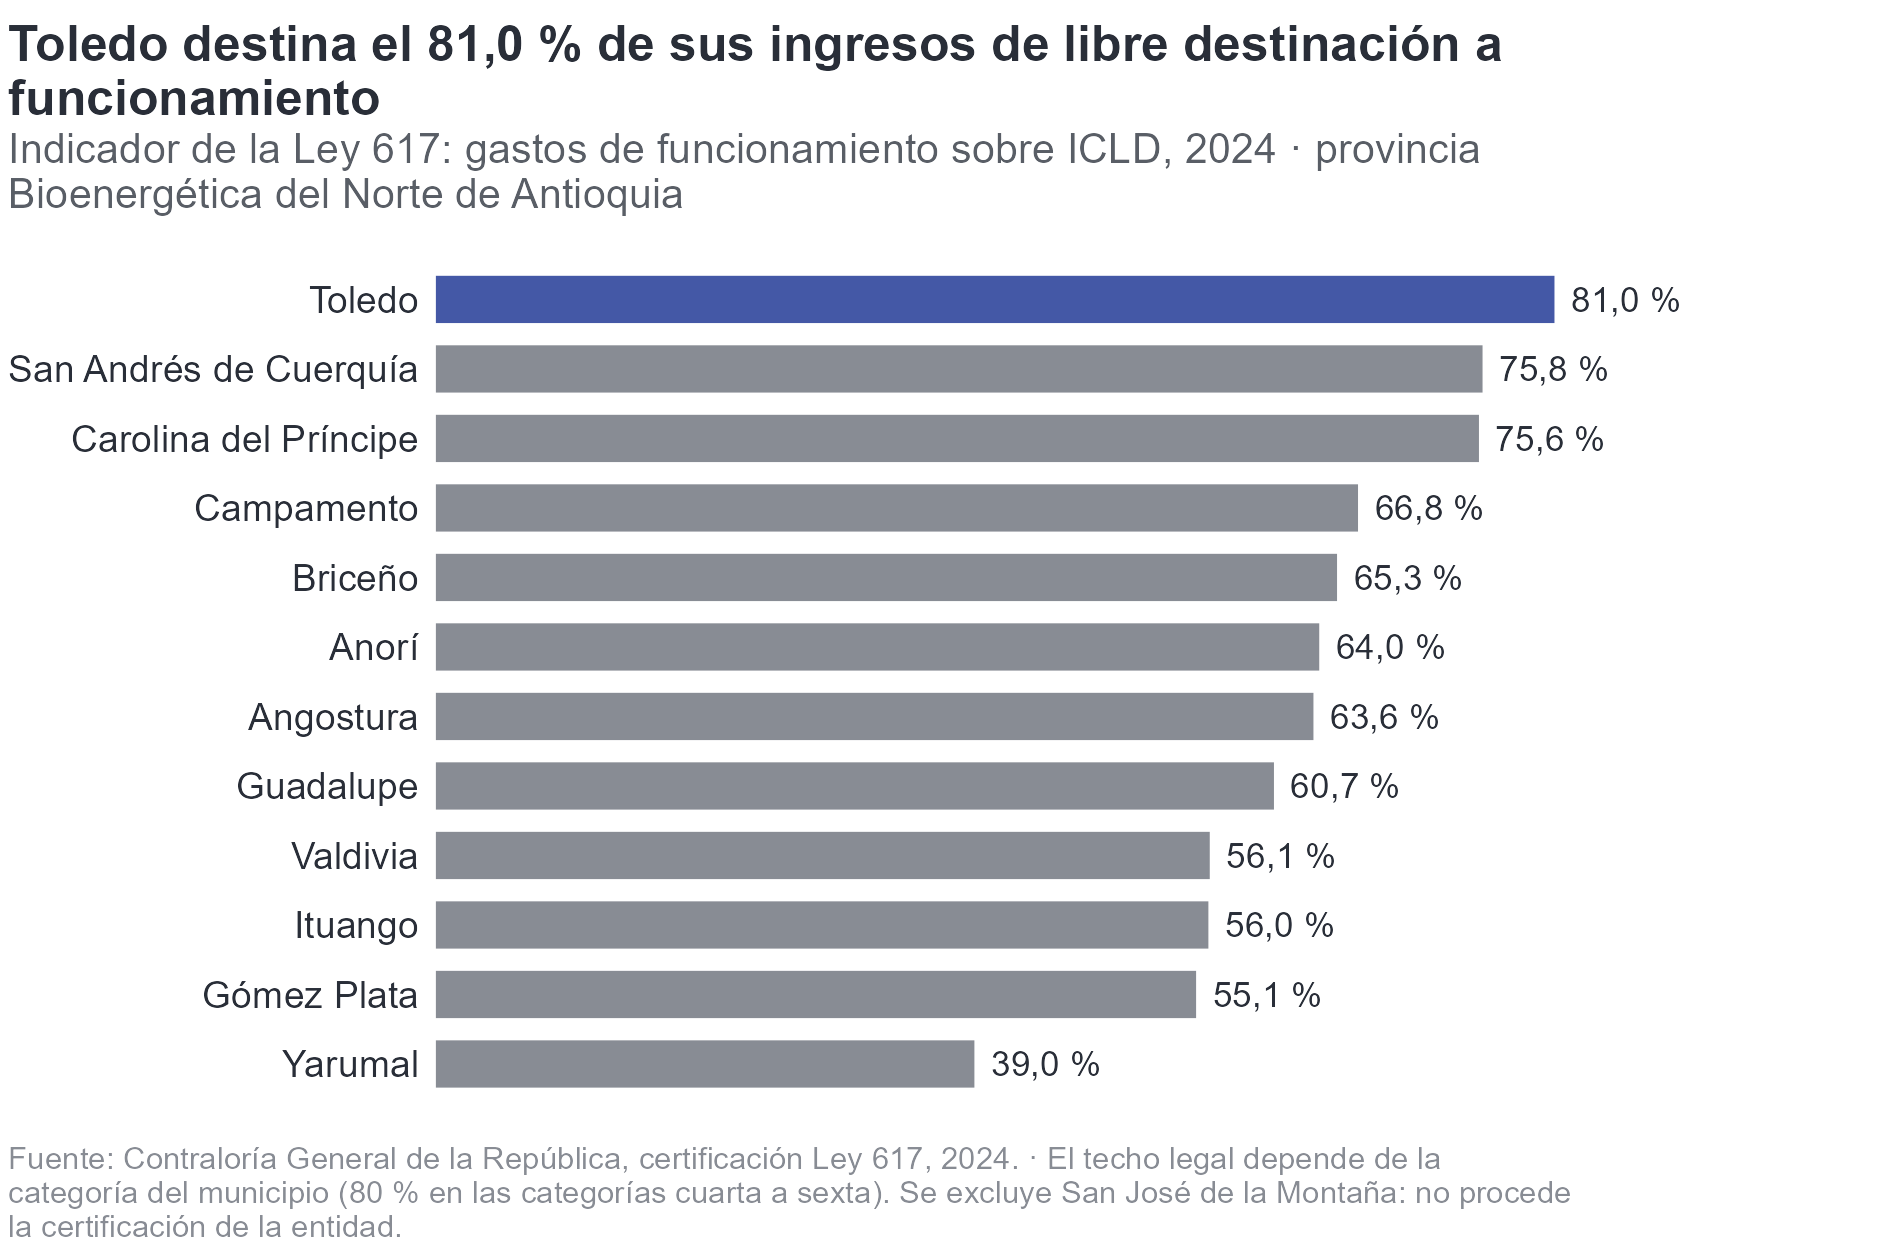 Toledo destina el 81,0 % de sus ingresos de libre destinación a
funcionamiento
Indicador de la Ley 617: gastos de funcionamiento sobre ICLD, 2024 · provincia
Bioenergética del Norte de Antioquia
Toledo 81,0 %
San Andrés de Cuerquía 75,8 %
Carolina del Príncipe 75,6 %
Campamento 66,8 %
Briceño 65,3 %
Anorí 64,0 %
Angostura 63,6 %
Guadalupe 60,7 %
Valdivia 56,1 %
Ituango 56,0 %
Gómez Plata 55,1 %
Yarumal 39,0 %
Fuente: Contraloría General de la República, certificación Ley 617, 2024. · El techo legal depende de la
categoría del municipio (80 % en las categorías cuarta a sexta). Se excluye San José de la Montaña: no procede
la certificación de la entidad.